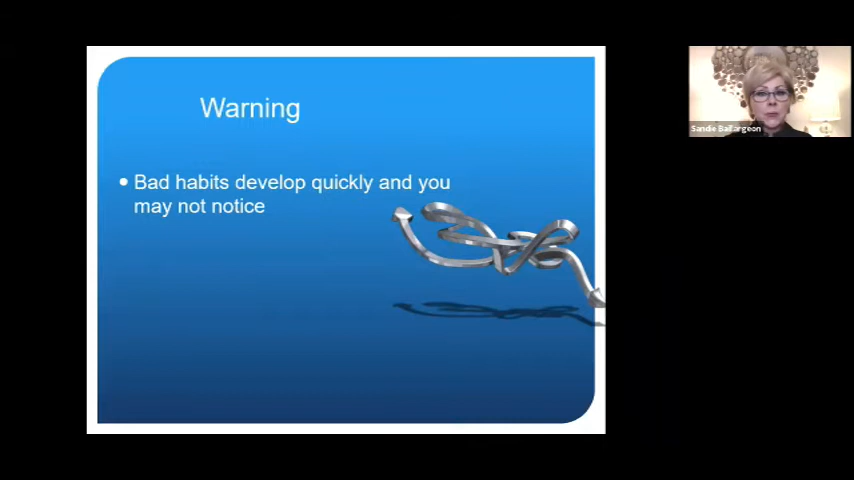 Warning
• Bad habits develop quickly and you
may not notice
Sandie Baillargeon